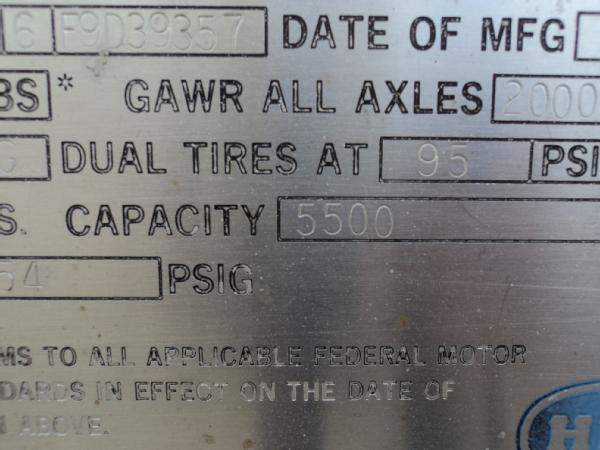 6 F9D39357 DATE OF MFG
BS * GAWR ALL AXLES 2000
G DUAL TIRES AT 95 PSI
S. CAPACITY 5500
54 PSIG
MS TO ALL APPLICABLE FEDERAL MOTOR
DARDS IN EFFECT ON THE DATE OF
ABOVE.
H